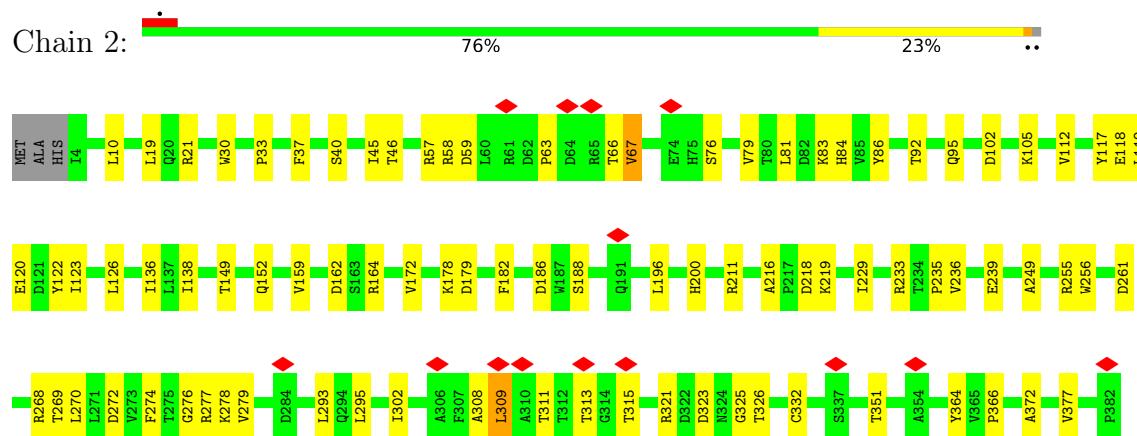 Chain 2:
76% 23%
MET ALA HIS I4 L10 L19 Q20 R21 W30 P33 F37 S40 I45 T46 R57 R58 D59 L60 R61 D62 P63 D64 R65 T66 V67 E74 H75 S76 V79 T80 L81 D82 K83 H84 V85 Y86 T92 Q95 D102 K105 V112 Y117 E118
E120 D121 Y122 I123 L126 I136 L137 I138 T149 Q152 V159 D162 S163 R164 V172 K178 D179 F182 D186 W187 S188 Q191 L196 H200 R211 A216 P217 D218 K219 I229 R233 T234 P235 V236 E239 A249 R255 W256 D261
R268 T269 L270 L271 D272 V273 F274 T275 G276 R277 K278 V279 D284 L293 Q294 L295 I302 A306 F307 A308 L309 A310 T311 T312 T313 G314 T315 R321 D322 D323 N324 G325 T326 C332 S337 T351 A354 Y364 V365 P366 A372 V377 P382